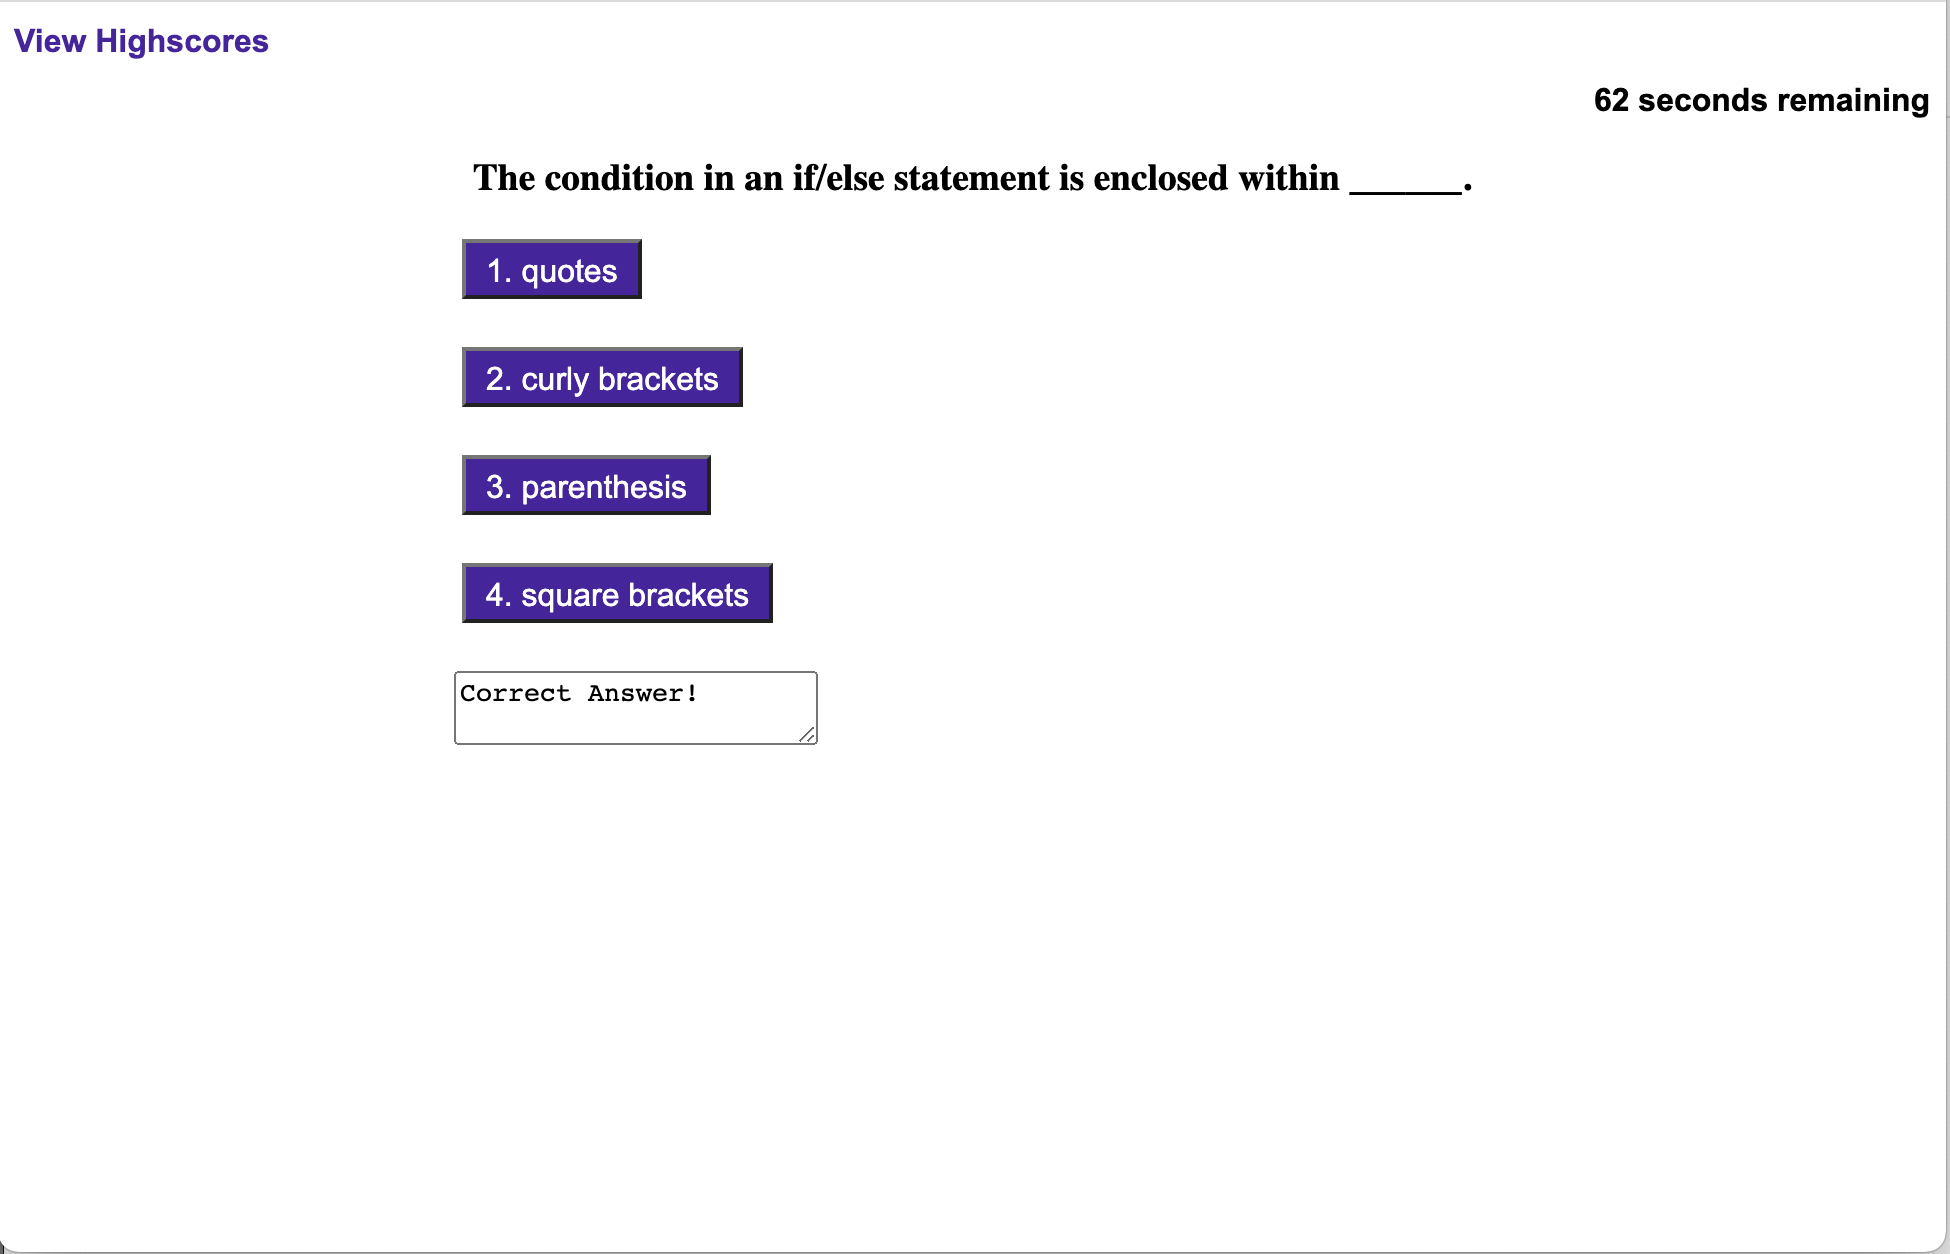 View Highscores
62 seconds remaining
The condition in an if/else statement is enclosed within ______.
1. quotes
2. curly brackets
3. parenthesis
4. square brackets
Correct Answer!